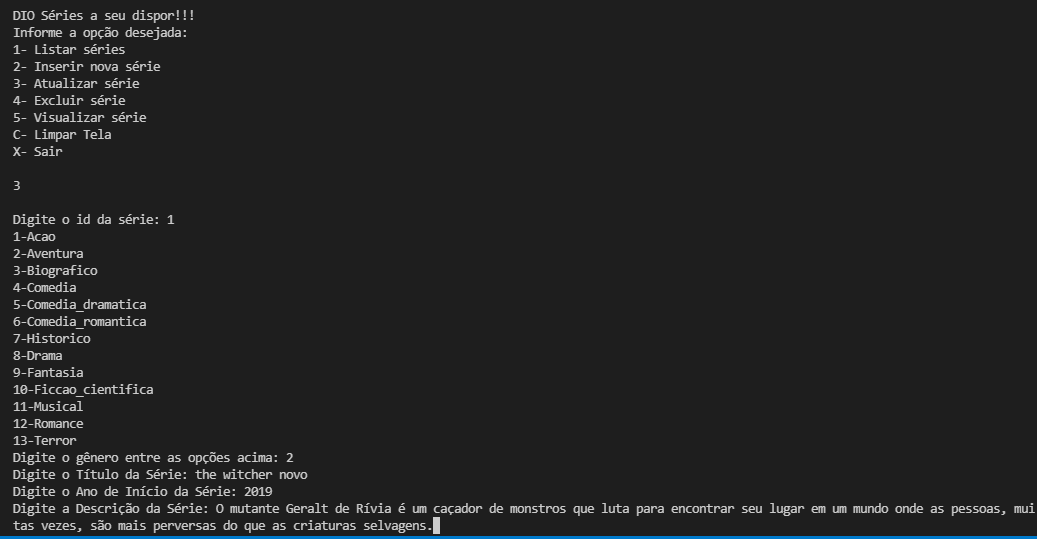 DIO Séries a seu dispor!!!
Informe a opção desejada:
1- Listar séries
2- Inserir nova série
3- Atualizar série
4- Excluir série
5- Visualizar série
C- Limpar Tela
X- Sair
3
Digite o id da série: 1
1-Acao
2-Aventura
3-Biografico
4-Comedia
5-Comedia_dramatica
6-Comedia_romantica
7-Historico
8-Drama
9-Fantasia
10-Ficcao_cientifica
11-Musical
12-Romance
13-Terror
Digite o gênero entre as opções acima: 2
Digite o Título da Série: the witcher novo
Digite o Ano de Início da Série: 2019
Digite a Descrição da Série: O mutante Geralt de Rívia é um caçador de monstros que luta para encontrar seu lugar em um mundo onde as pessoas, mui
tas vezes, são mais perversas do que as criaturas selvagens.